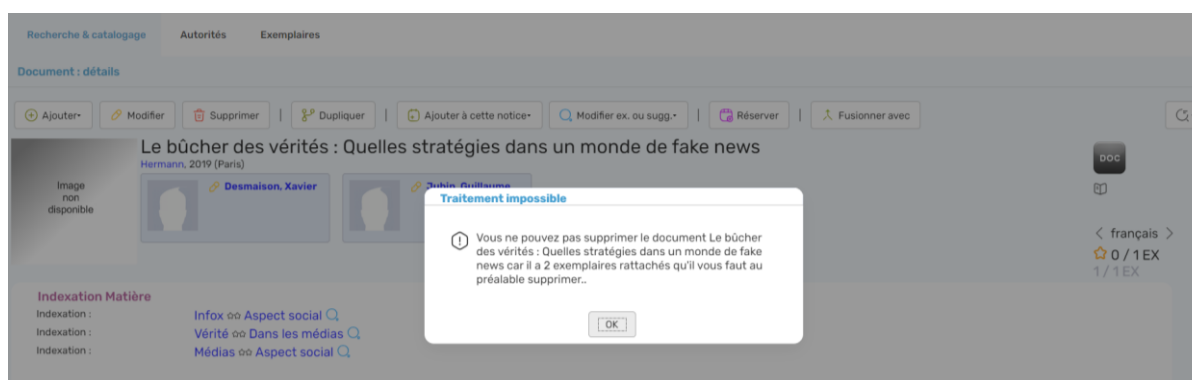 Recherche & catalogage Autorités Exemplaires
Document : détails
Ajouter Modifier Supprimer | Dupliquer | Ajouter à cette notice Modifier ex. ou sugg. | Réserver | Fusionner avec
Le bûcher des vérités : Quelles stratégies dans un monde de fake news
Hermann, 2019 (Paris)
Image
non
disponible
Desmaison, Xavier
Jubin, Guillaume
DOC
Traitement impossible
Vous ne pouvez pas supprimer le document Le bûcher
des vérités : Quelles stratégies dans un monde de fake
news car il a 2 exemplaires rattachés qu'il vous faut au
préalable supprimer..
OK
< français >
0 / 1 EX
1 / 1 EX
Indexation Matière
Indexation : Infox Aspect social
Indexation : Vérité Dans les médias
Indexation : Médias Aspect social